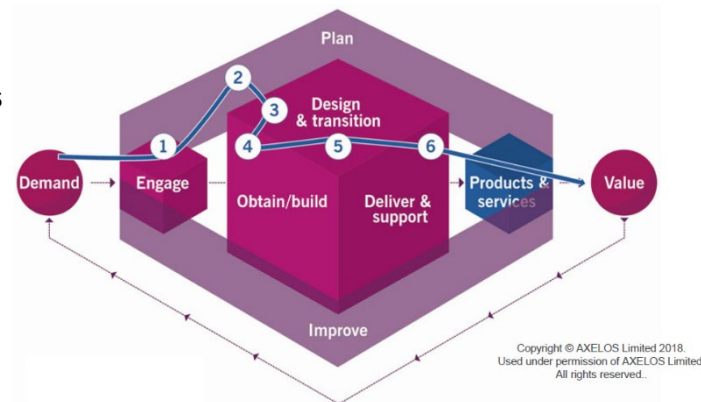 s
Plan
2
3
Design
& transition
1
4
5
6
Demand
Engage
Obtain/build
Deliver &
support
Products &
services
Value
Improve
Copyright © AXELOS Limited 2018.
Used under permission of AXELOS Limited
All rights reserved..